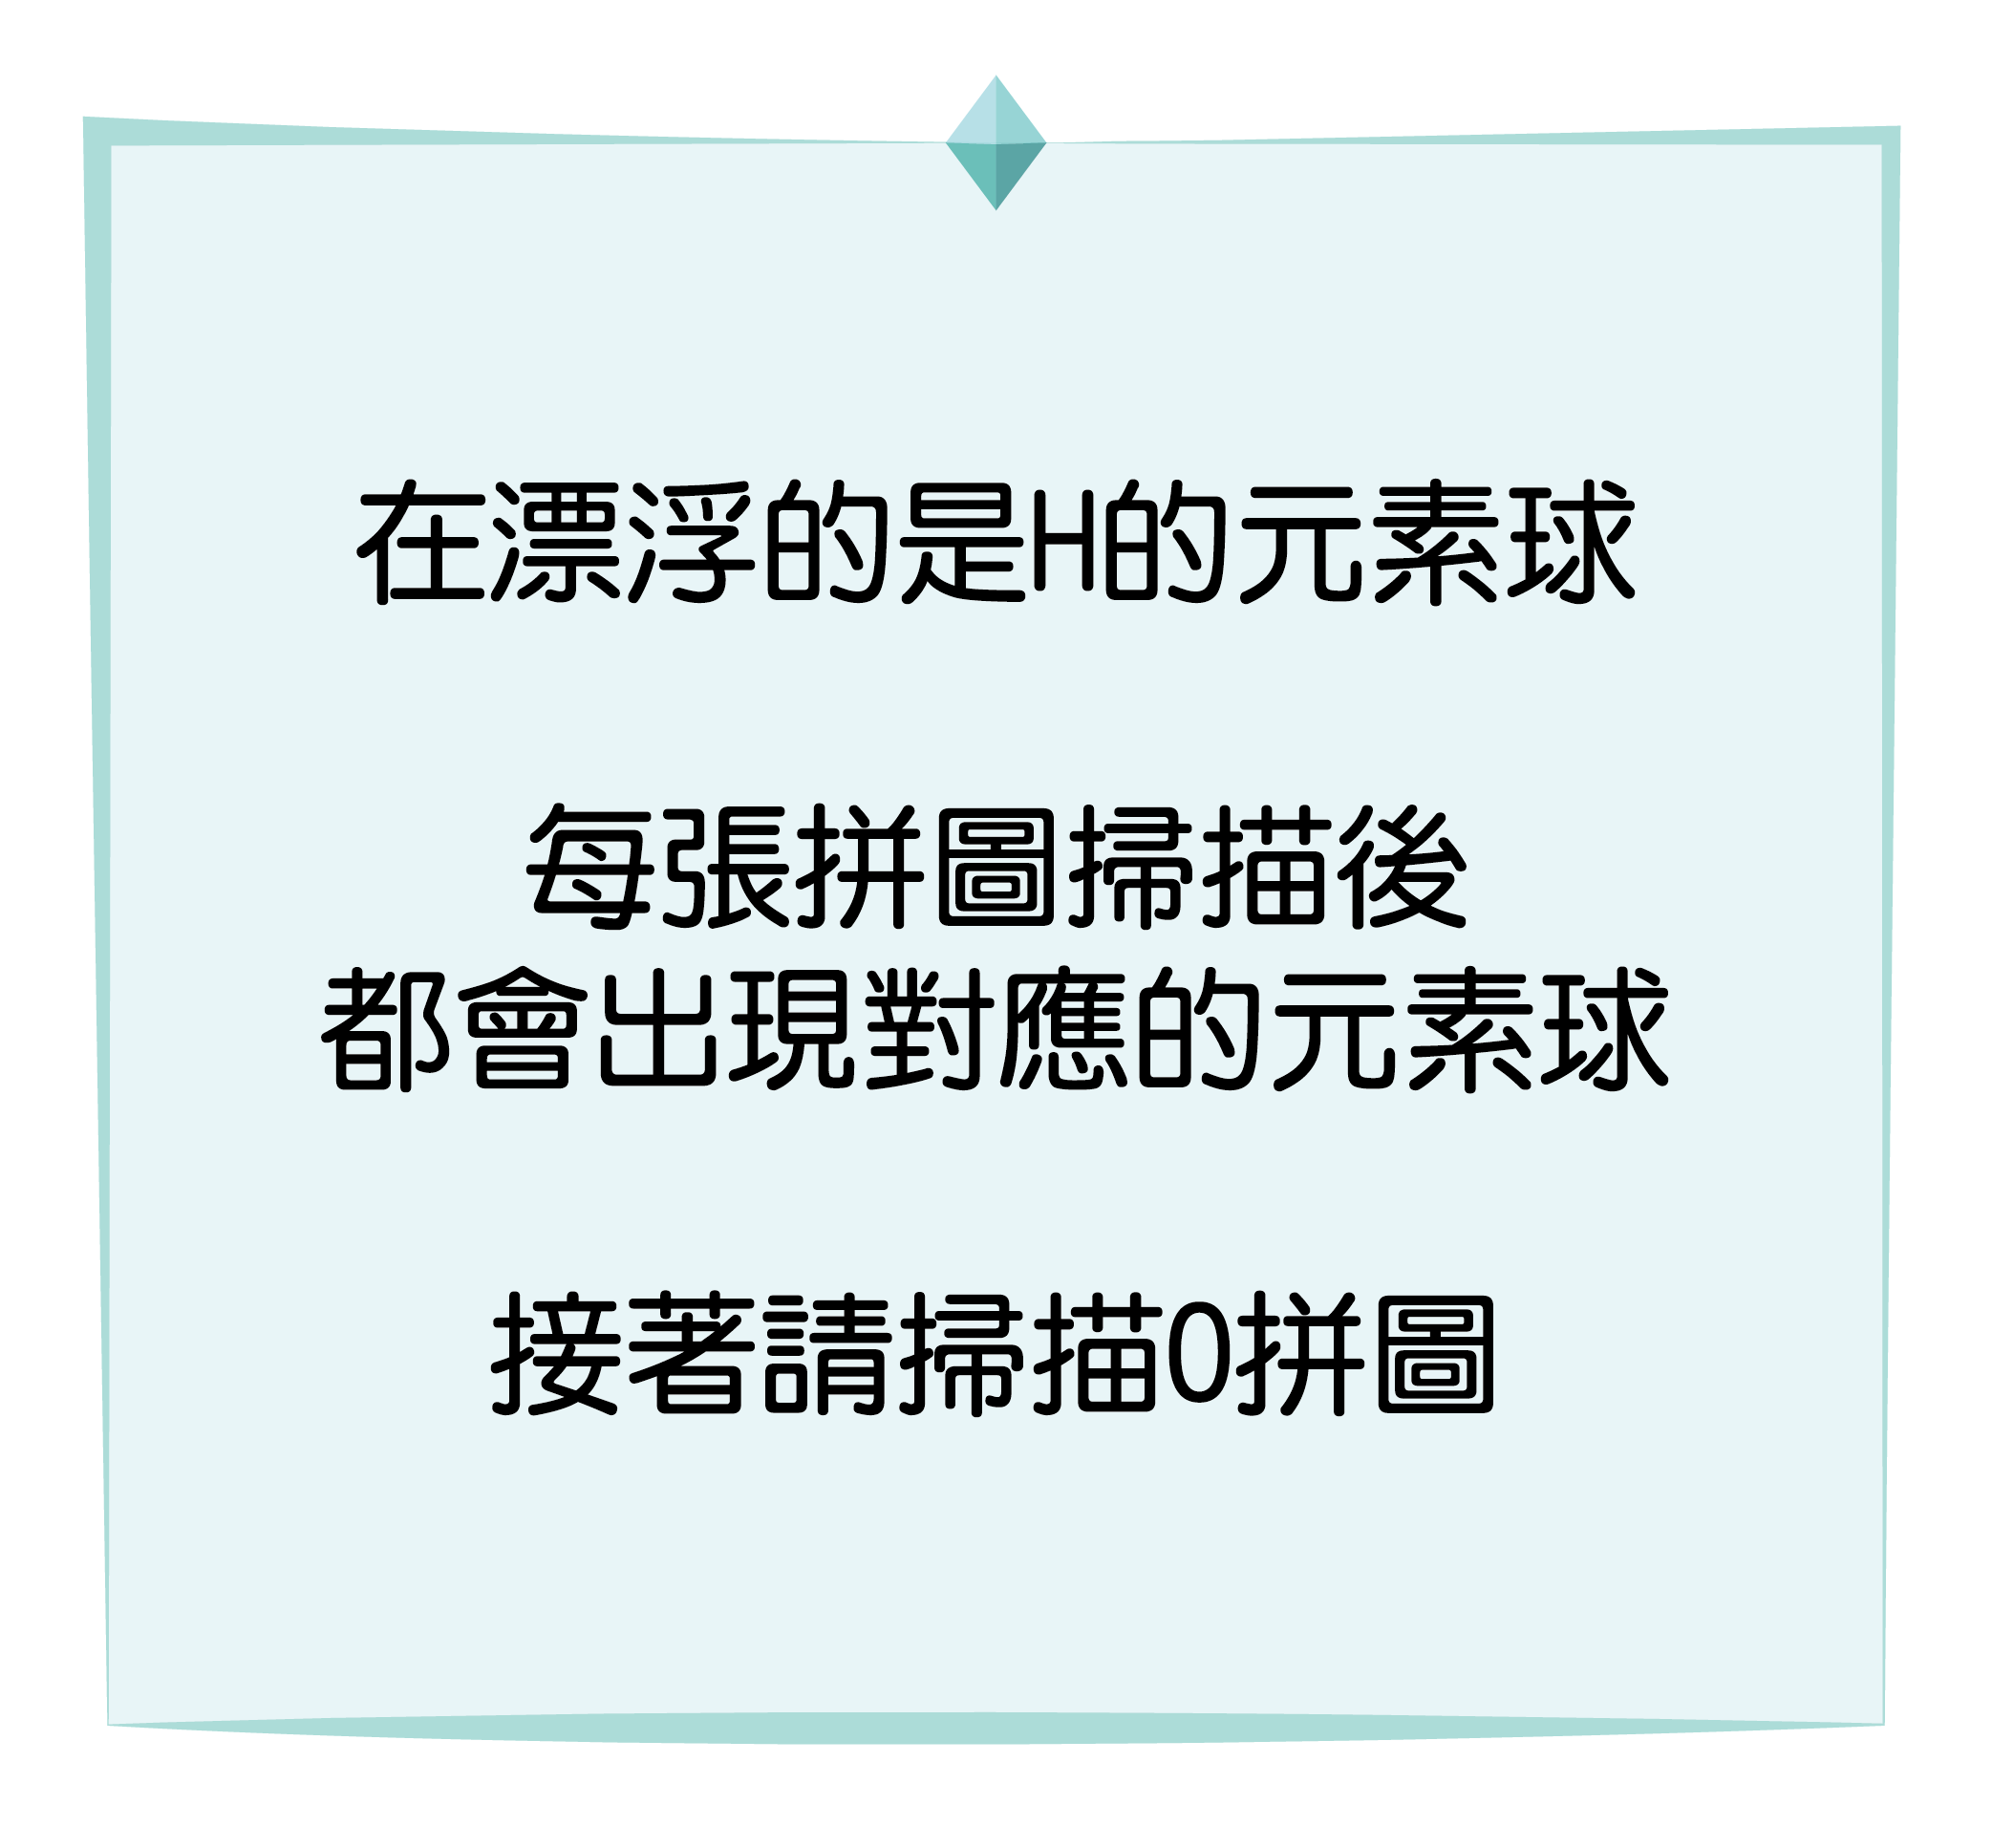 在漂浮的是H的元素球
每張拼圖掃描後
都會出現對應的元素球
接著請掃描O拼圖